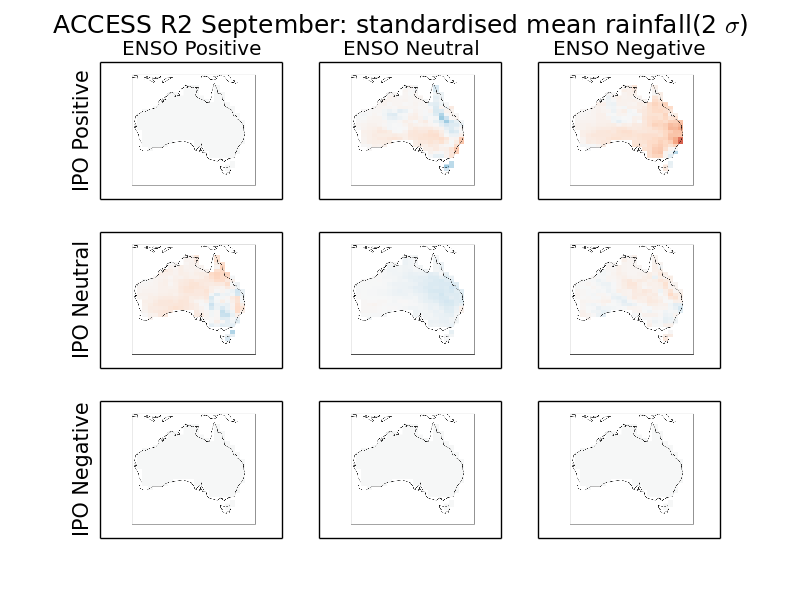 ACCESS R2 September: standardised mean rainfall(2 σ)
ENSO Positive ENSO Neutral ENSO Negative
IPO Positive
IPO Neutral
IPO Negative